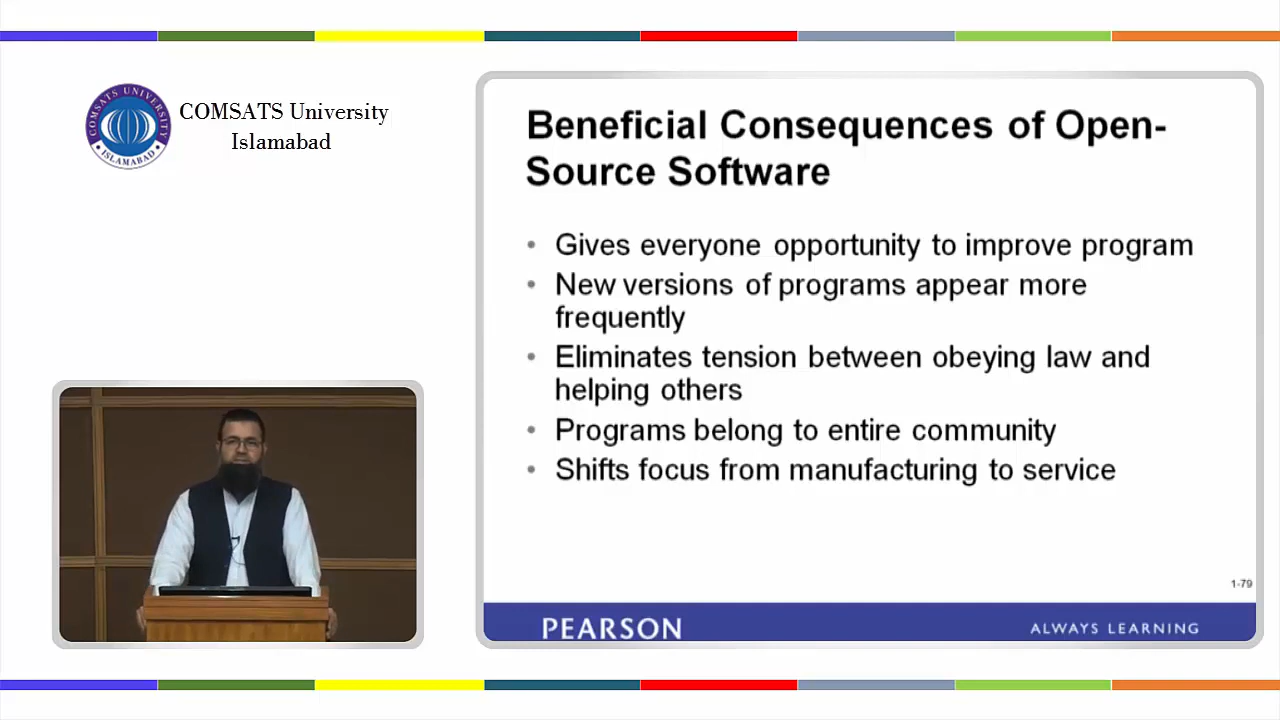 COMSATS University
Islamabad
COMSATS UNIVERSITY
• ISLAMABAD •
Beneficial Consequences of Open-
Source Software
• Gives everyone opportunity to improve program
• New versions of programs appear more
frequently
• Eliminates tension between obeying law and
helping others
• Programs belong to entire community
• Shifts focus from manufacturing to service
1-79
PEARSON
ALWAYS LEARNING